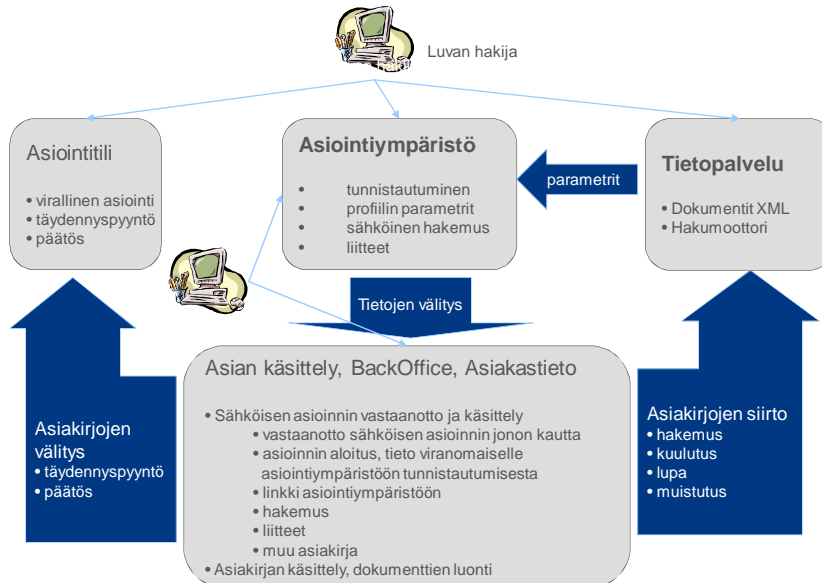 Luvan hakija
Asiointitili
• virallinen asiointi
• täydennyspyyntö
• päätös
Asiointiympäristö
• tunnistautuminen
• profiilin parametrit
• sähköinen hakemus
• liitteet
parametrit
Tietopalvelu
• Dokumentit XML
• Hakumoottori
Tietojen välitys
Asiakirjojen
välitys
• täydennyspyyntö
• päätös
Asian käsittely, BackOffice, Asiakastieto
• Sähköisen asioinnin vastaanotto ja käsittely
• vastaanotto sähköisen asioinnin jonon kautta
• asioinnin aloitus, tieto viranomaiselle
asiointiympäristöön tunnistautumisesta
• linkki asiointiympäristöön
• hakemus
• liitteet
• muu asiakirja
• Asiakirjan käsittely, dokumenttien luonti
Asiakirjojen siirto
• hakemus
• kuulutus
• lupa
• muistutus